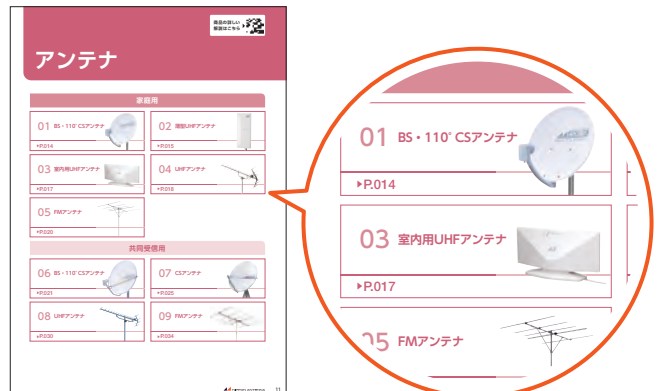 商品の詳しい
解説はこちら
アンテナ
家庭用
01 BS・110°CSアンテナ
▶P.014
02 薄型UHFアンテナ
▶P.015
03 室内用UHFアンテナ
▶P.017
04 UHFアンテナ
▶P.018
05 FMアンテナ
▶P.020
共同受信用
06 BS・110°CSアンテナ
▶P.021
07 CSアンテナ
▶P.025
08 UHFアンテナ
▶P.030
09 FMアンテナ
▶P.034
11
01 BS・110°CSアンテナ
▶P.014
03 室内用UHFアンテナ
▶P.017
05 FMアンテナ